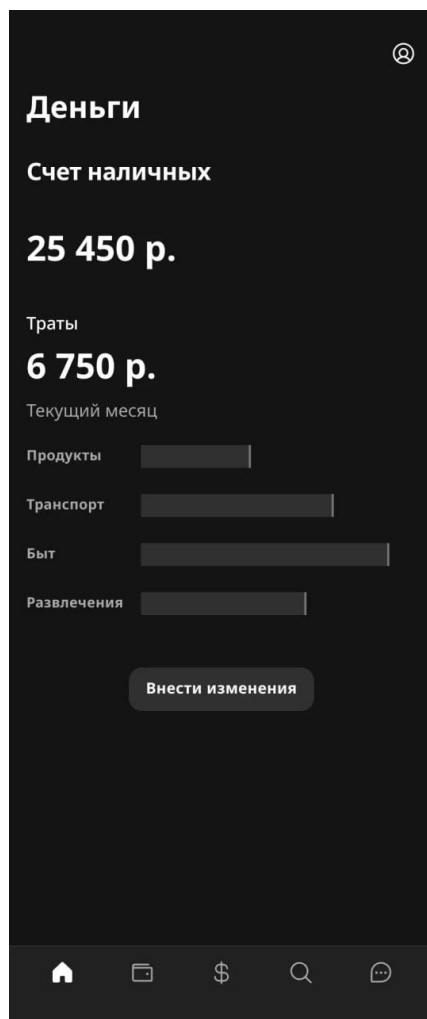 Деньги
Счет наличных
25 450 р.
Траты
6 750 р.
Текущий месяц
Продукты
Транспорт
Быт
Развлечения
Внести изменения